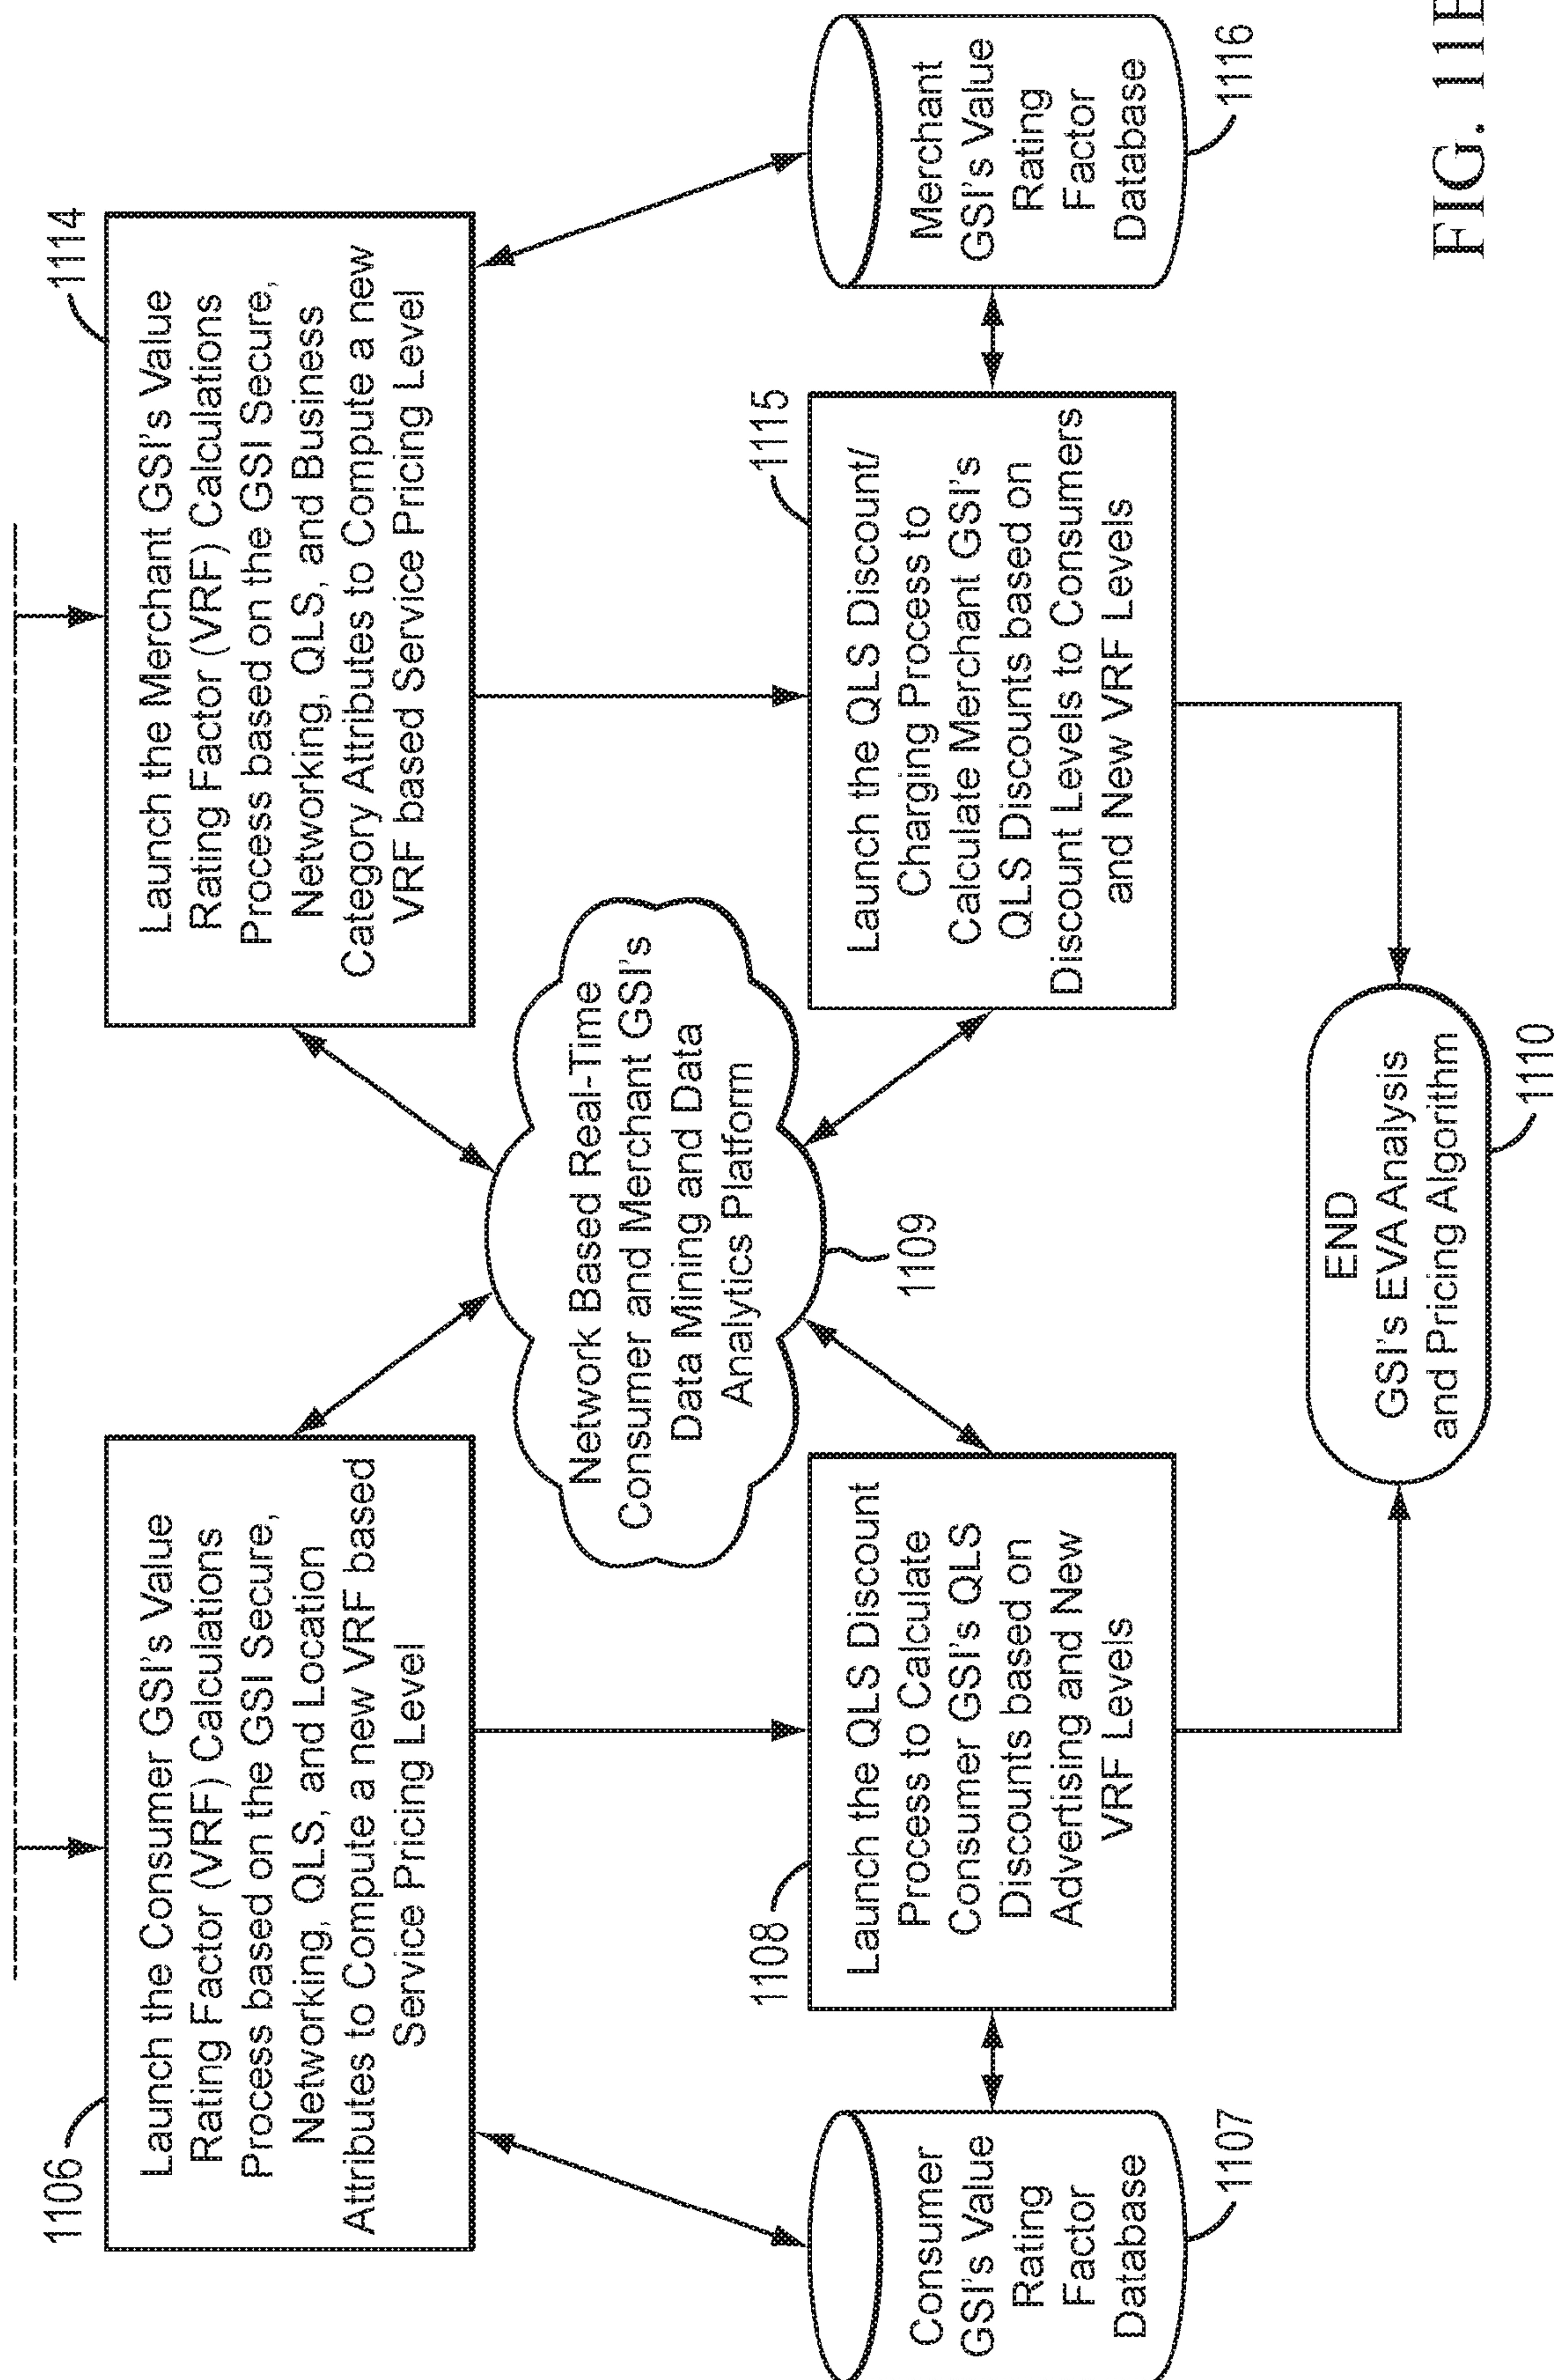 1106
Launch the Consumer GSI's Value
Rating Factor (VRF) Calculations
Process based on the GSI Secure,
Networking, QLS, and Location
Attributes to Compute a new VRF based
Service Pricing Level
1114
Launch the Merchant GSI's Value
Rating Factor (VRF) Calculations
Process based on the GSI Secure,
Networking, QLS, and Business
Category Attributes to Compute a new
VRF based Service Pricing Level
Network Based Real-Time
Consumer and Merchant GSI's
Data Mining and Data
Analytics Platform
1109
Consumer
GSI's Value
Rating
Factor
Database
1107
1108
Launch the QLS Discount
Process to Calculate
Consumer GSI's QLS
Discounts based on
Advertising and New
VRF Levels
1115
Launch the QLS Discount/
Charging Process to
Calculate Merchant GSI's
QLS Discounts based on
Discount Levels to Consumers
and New VRF Levels
Merchant
GSI's Value
Rating
Factor
Database
1116
END
GSI's EVA Analysis
and Pricing Algorithm
1110
FIG.